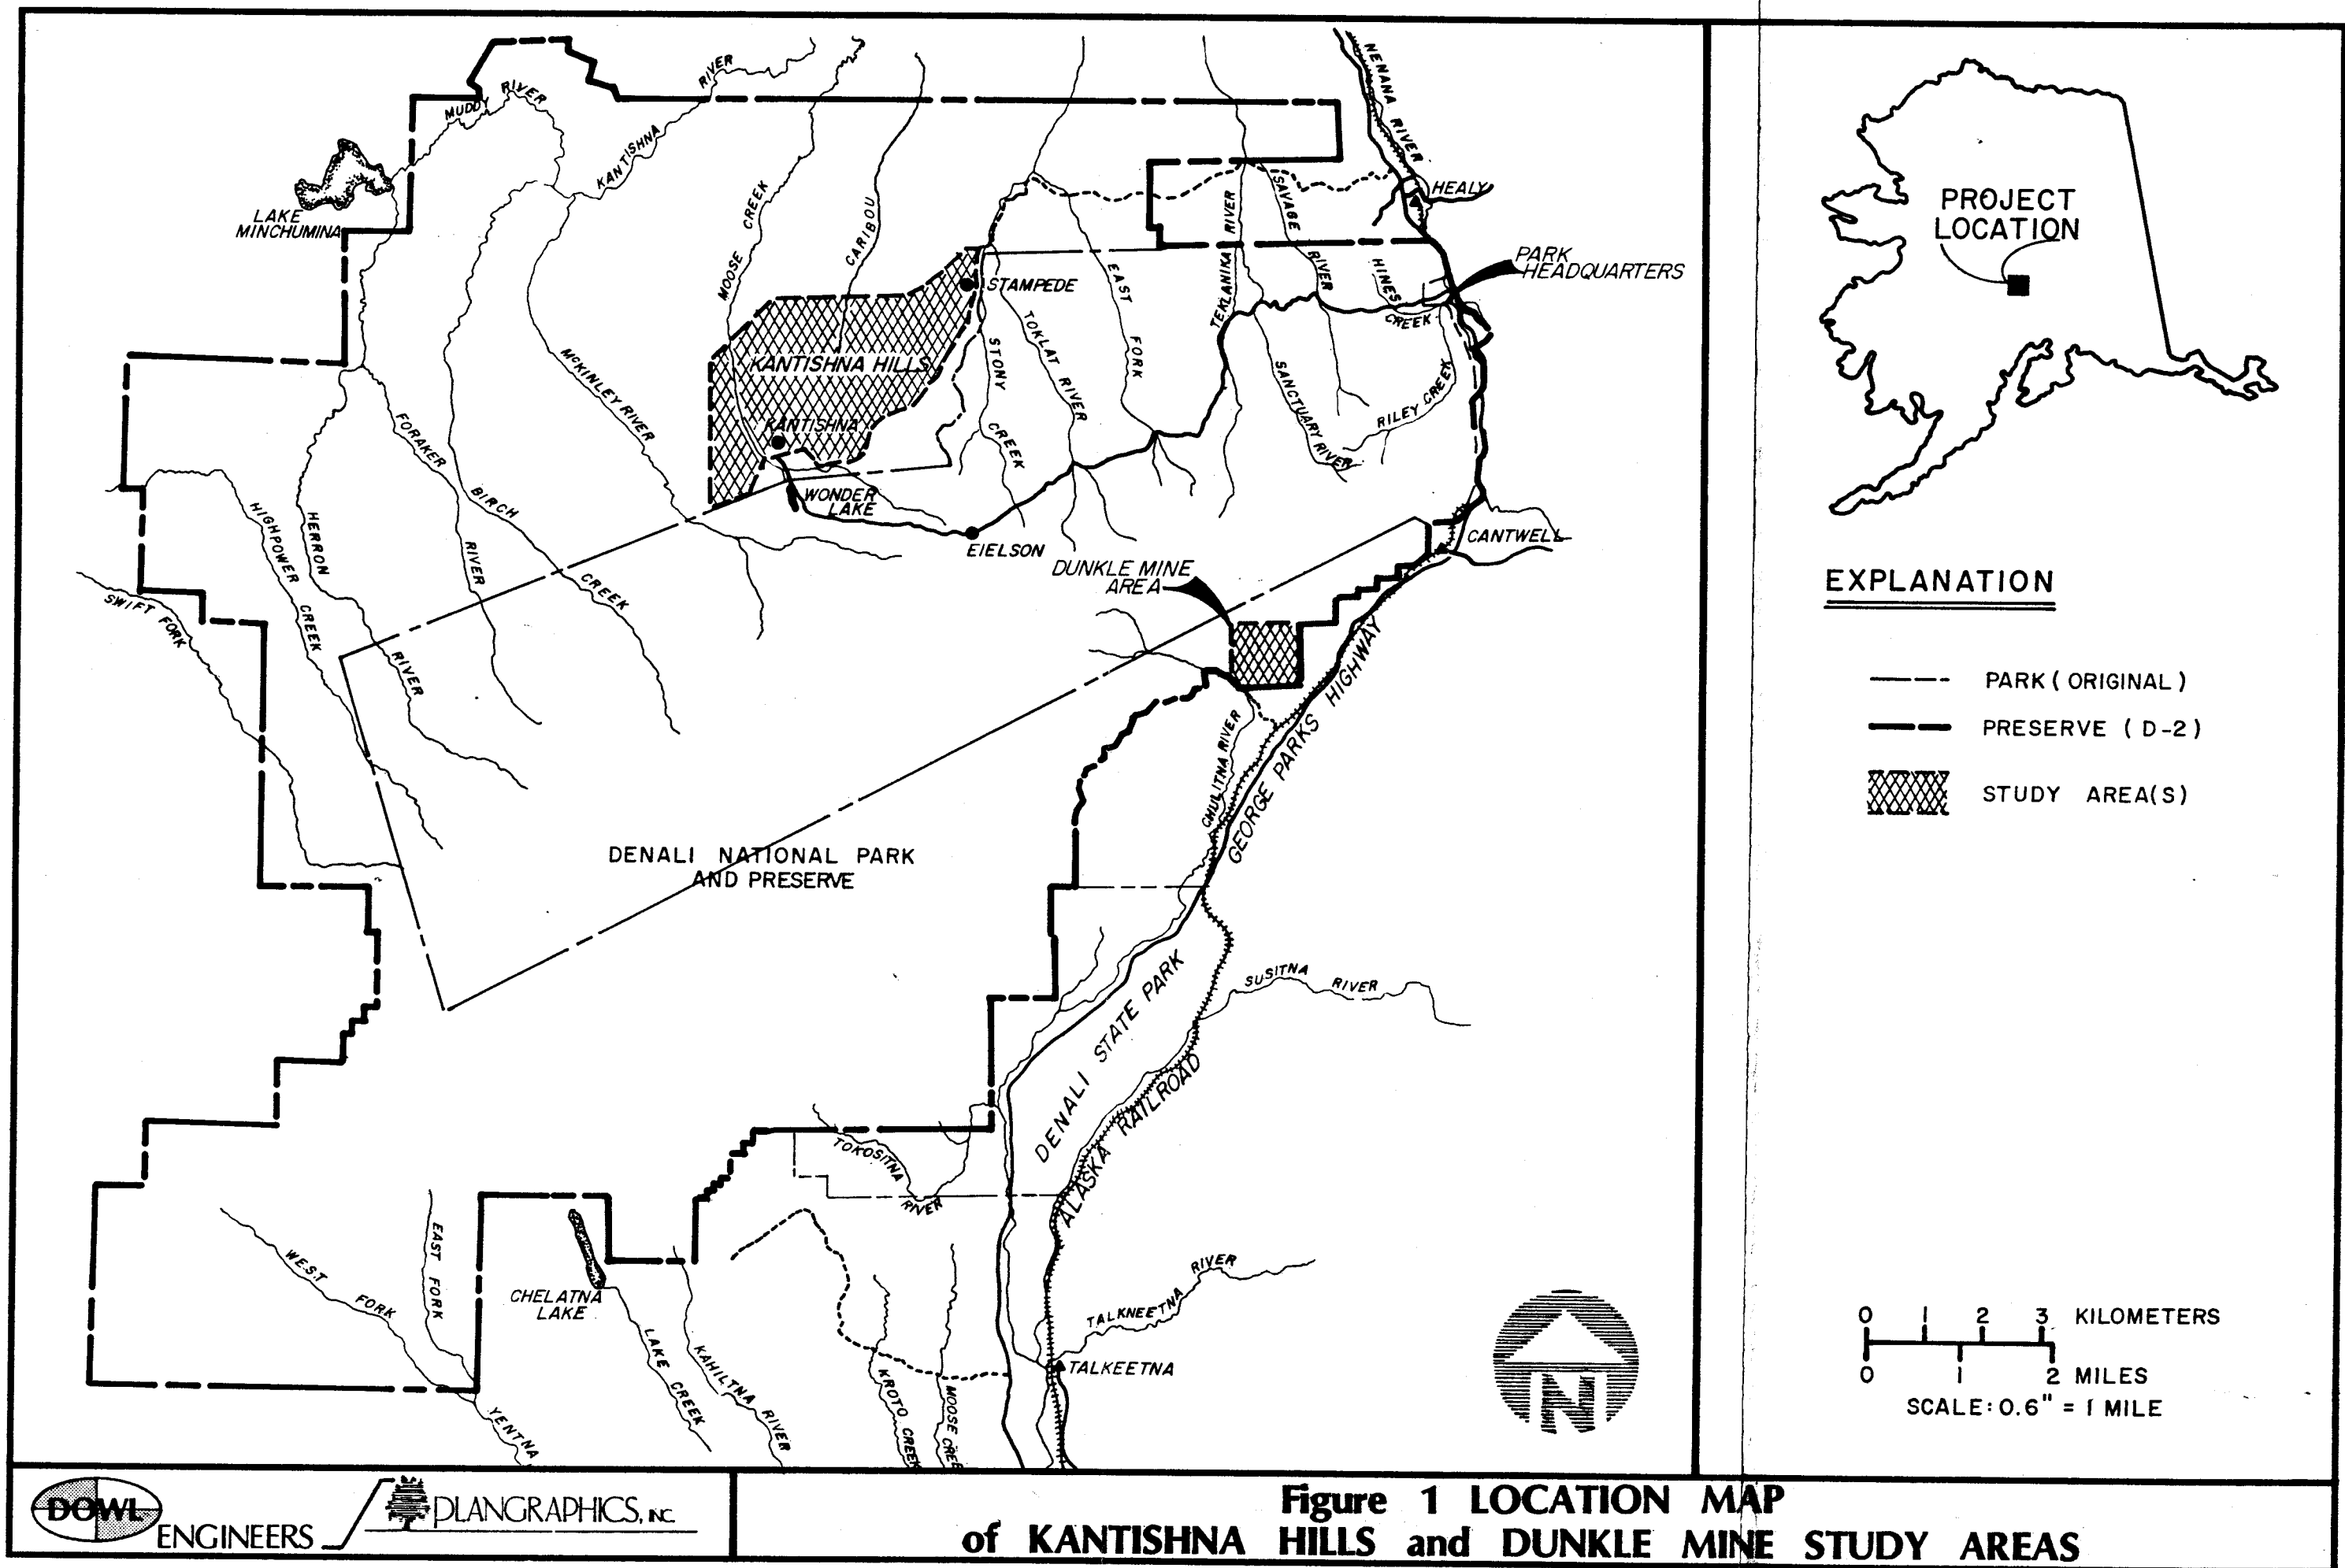 NENANA RIVER
MUDDY RIVER
KANTISHNA RIVER
LAKE
MINCHUMINA
MOOSE CREEK
CARIBOU
TEKLANIKA RIVER
SAVAGE RIVER
HEALY
HINES
CREEK
PARK
HEADQUARTERS
STAMPEDE
EAST
FORK
TOKLAT RIVER
STONY
CREEK
KANTISHNA HILLS
KANTISHNA
McKINLEY RIVER
SANCTUARY RIVER
RILEY CREEK
FORAKER
RIVER
BIRCH
CREEK
HERRON
RIVER
HIGHPOWER
CREEK
SWIFT FORK
WONDER
LAKE
EIELSON
CANTWELL
DUNKLE MINE
AREA
CHULITNA RIVER
GEORGE PARKS HIGHWAY
DENALI NATIONAL PARK
AND PRESERVE
DENALI STATE PARK
ALASKA RAILROAD
SUSITNA RIVER
TOKOSITNA
RIVER
WEST
FORK
EAST
FORK
YENTNA
CHELATNA
LAKE
LAKE CREEK
KAHILTNA RIVER
KROTO CREEK
MOOSE CREE
TALKNEETNA RIVER
TALKEETNA
N
PROJECT
LOCATION
EXPLANATION
PARK (ORIGINAL)
PRESERVE (D-2)
STUDY AREA(S)
0 1 2 3 KILOMETERS
0 1 2 MILES
SCALE: 0.6" = 1 MILE
DOWL
ENGINEERS
PLANGRAPHICS, INC.
Figure 1 LOCATION MAP
of KANTISHNA HILLS and DUNKLE MINE STUDY AREAS